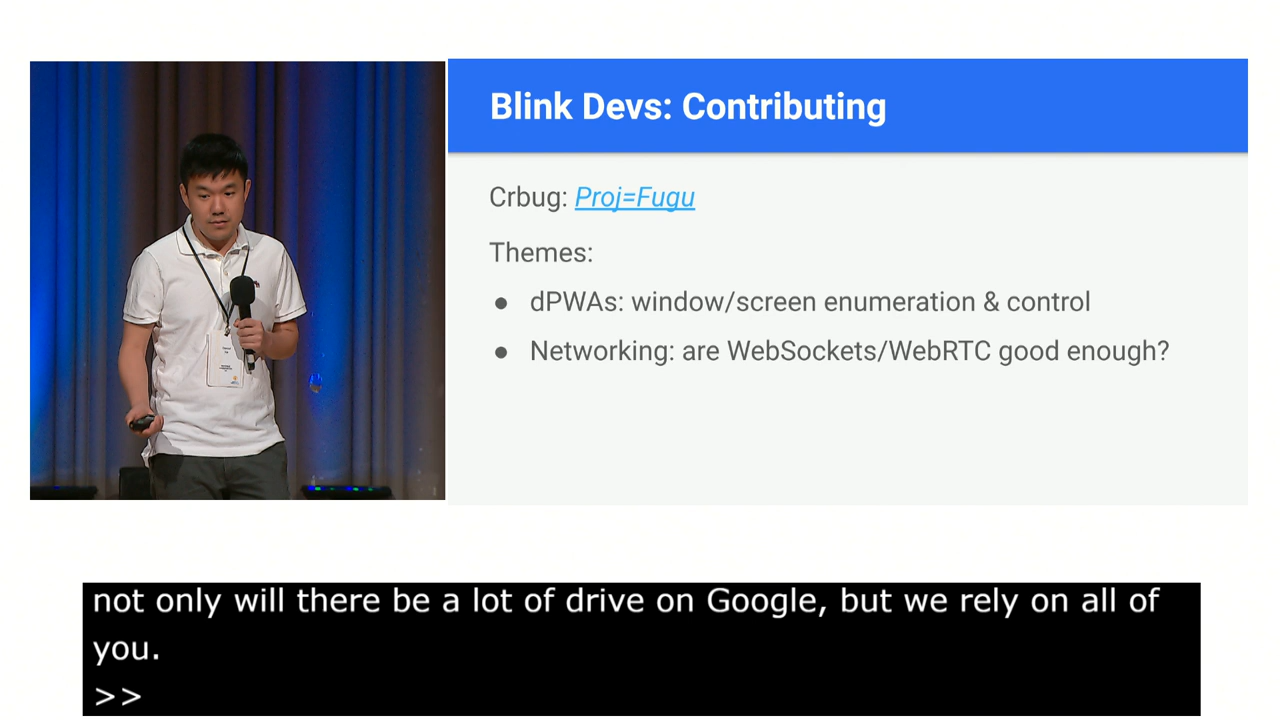 Blink Devs: Contributing
Crbug: Proj=Fugu
Themes:
● dPWAs: window/screen enumeration & control
● Networking: are WebSockets/WebRTC good enough?
not only will there be a lot of drive on Google, but we rely on all of
you.
>>